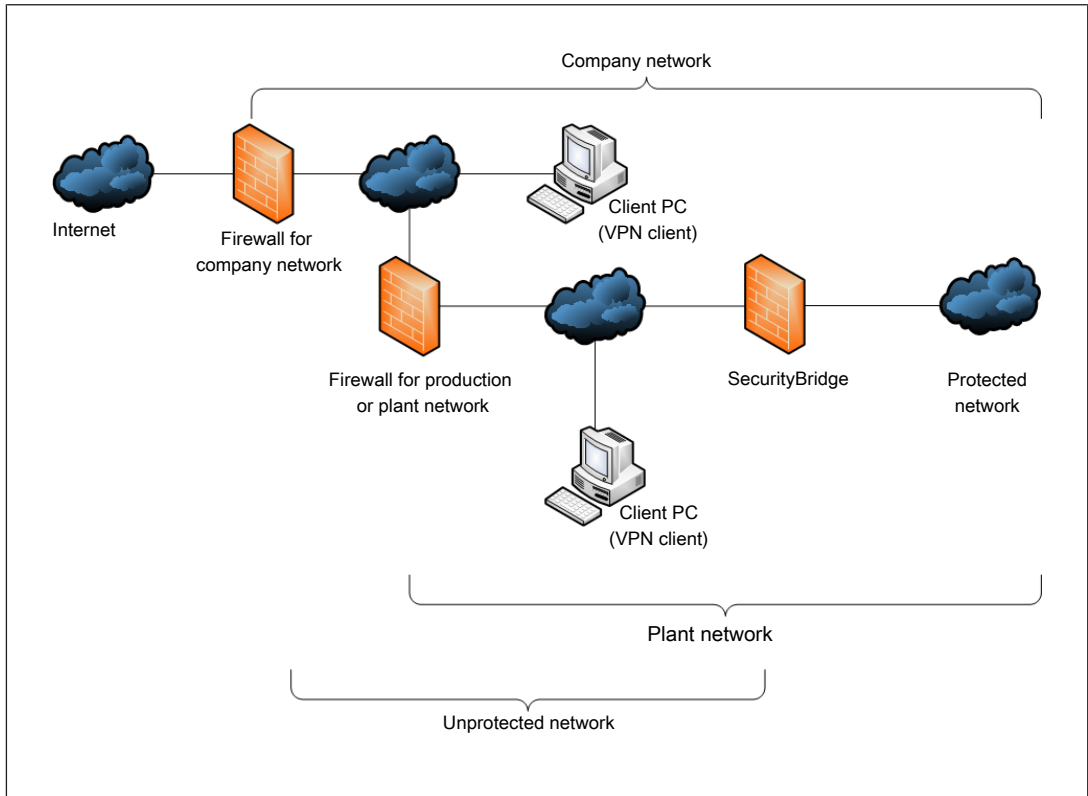 Company network
Internet
Firewall for
company network
Client PC
(VPN client)
Firewall for production
or plant network
SecurityBridge
Protected
network
Client PC
(VPN client)
Plant network
Unprotected network